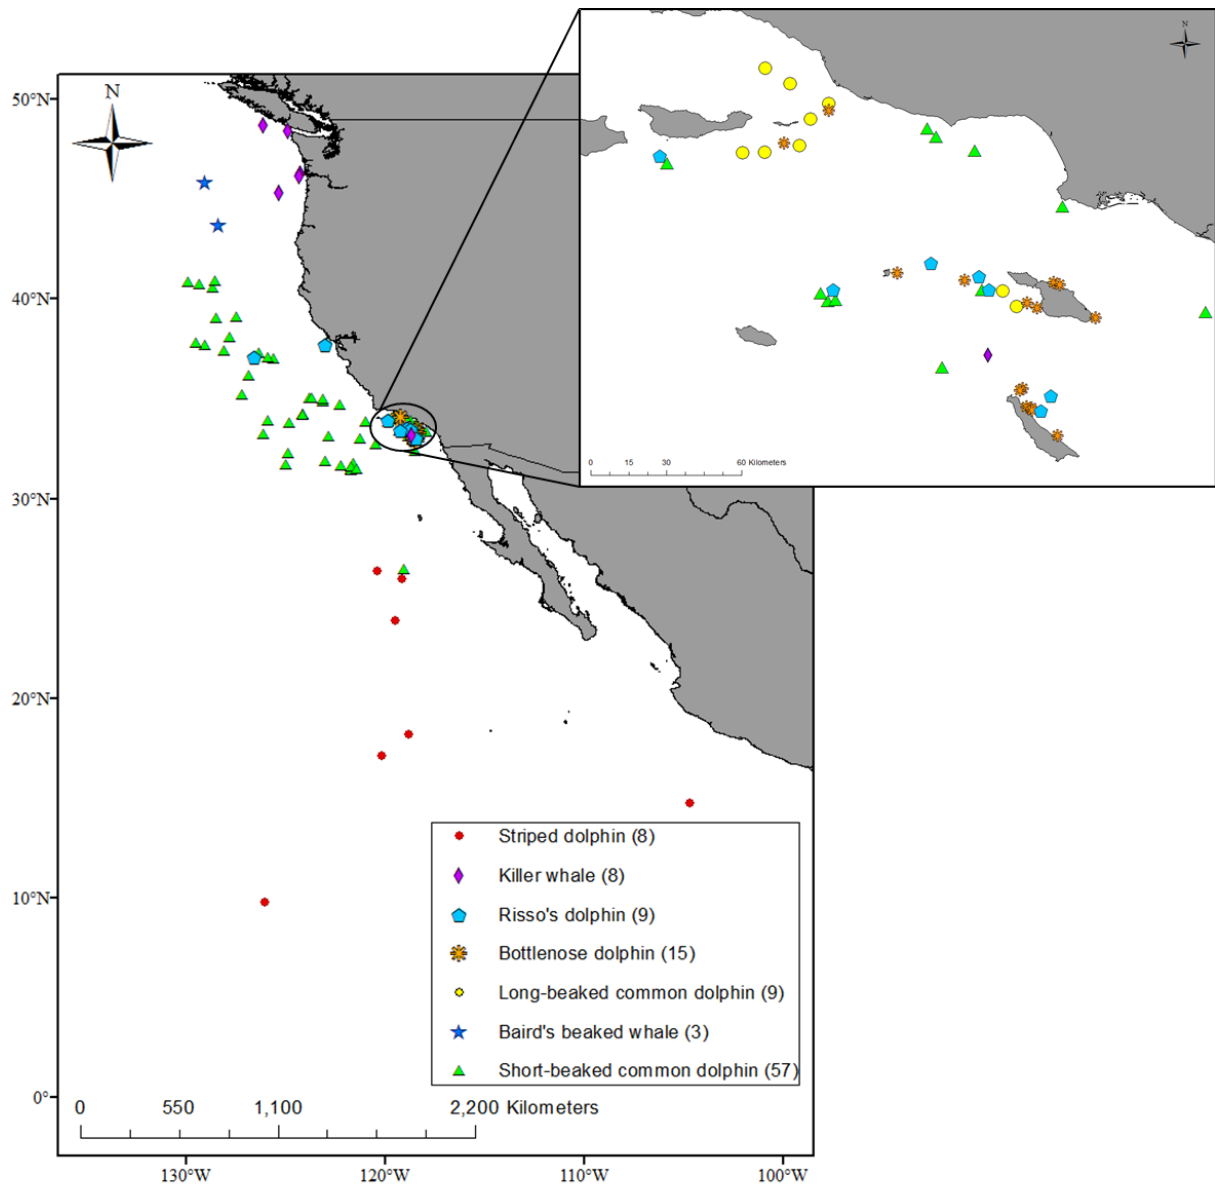 N
N
50°N
40°N
30°N
20°N
10°N
0°
0 15 30 60 Kilometers
Striped dolphin (8)
Killer whale (8)
Risso's dolphin (9)
Bottlenose dolphin (15)
Long-beaked common dolphin (9)
Baird's beaked whale (3)
Short-beaked common dolphin (57)
0 550 1,100 2,200 Kilometers
130°W 120°W 110°W 100°W